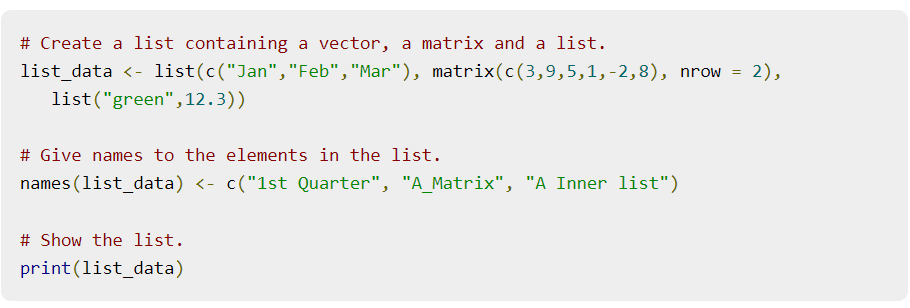 # Create a list containing a vector, a matrix and a list.
list_data <- list(c("Jan","Feb","Mar"), matrix(c(3,9,5,1,-2,8), nrow = 2),
   list("green",12.3))

# Give names to the elements in the list.
names(list_data) <- c("1st Quarter", "A_Matrix", "A Inner list")

# Show the list.
print(list_data)